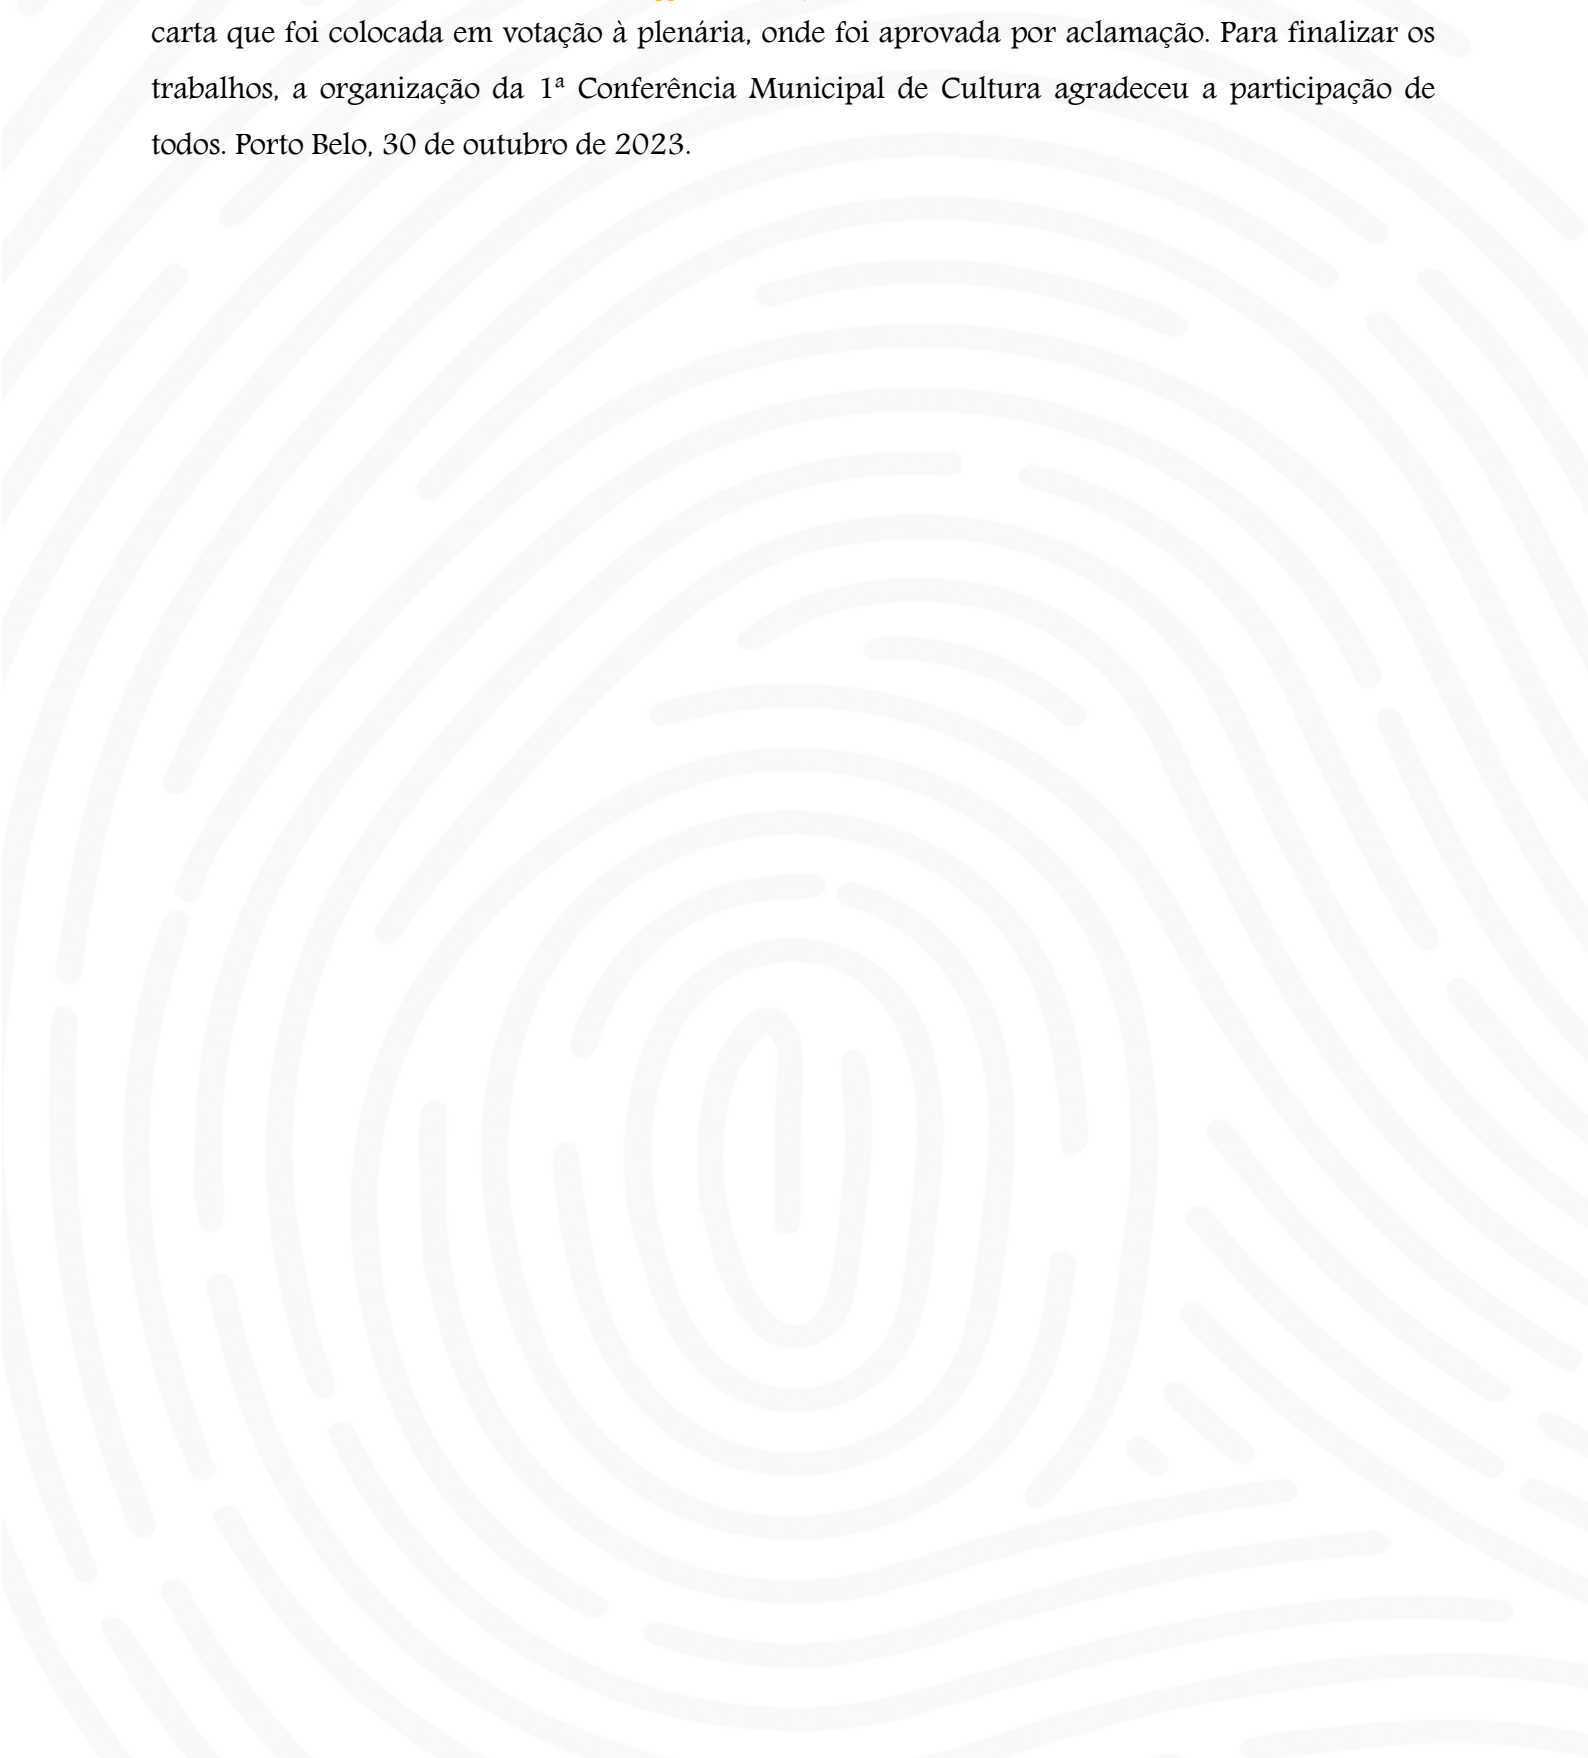 carta que foi colocada em votação à plenária, onde foi aprovada por aclamação. Para finalizar os
trabalhos, a organização da 1ª Conferência Municipal de Cultura agradeceu a participação de
todos. Porto Belo, 30 de outubro de 2023.